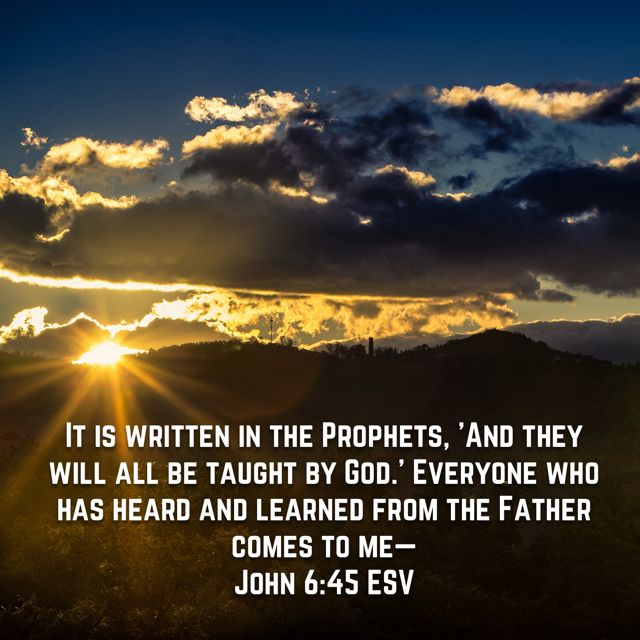 It is written in the Prophets, 'And they
will all be taught by God.' Everyone who
has heard and learned from the Father
comes to me—
John 6:45 ESV